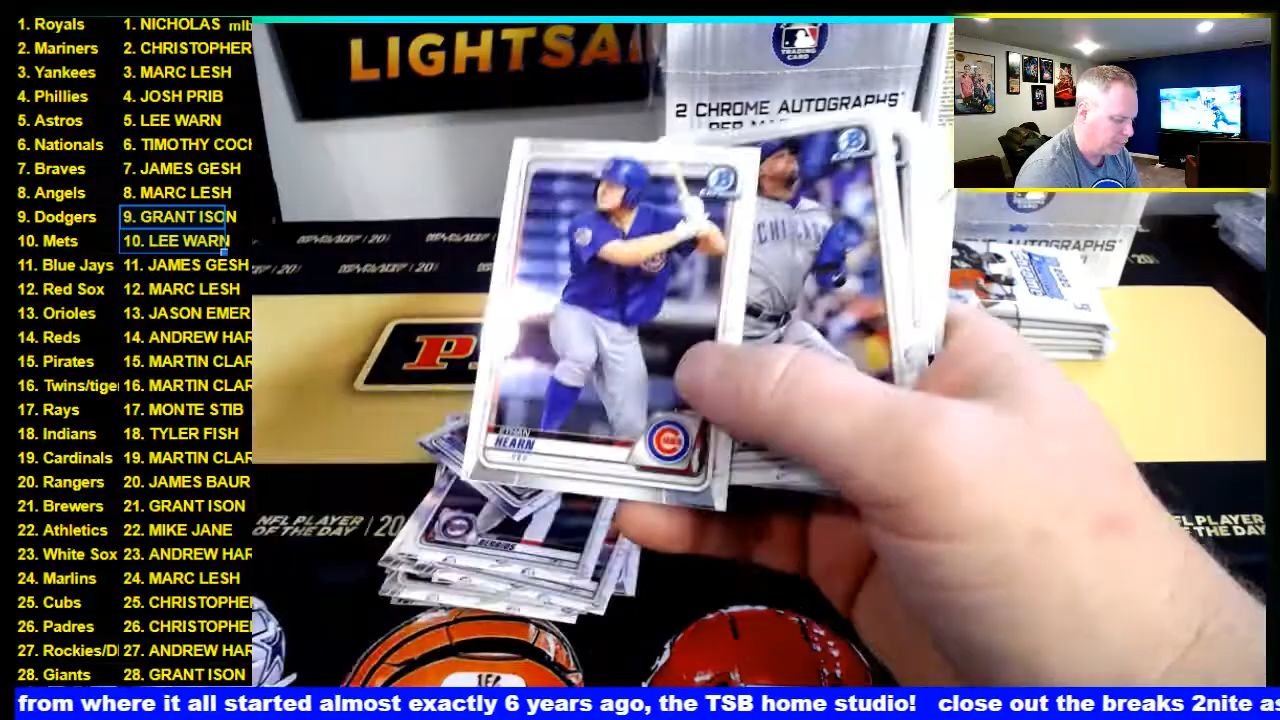 1. Royals
2. Mariners
3. Yankees
4. Phillies
5. Astros
6. Nationals
7. Braves
8. Angels
9. Dodgers
10. Mets
11. Blue Jays
12. Red Sox
13. Orioles
14. Reds
15. Pirates
16. Twins/tige
17. Rays
18. Indians
19. Cardinals
20. Rangers
21. Brewers
22. Athletics
23. White Sox
24. Marlins
25. Cubs
26. Padres
27. Rockies/D
28. Giants
1. NICHOLAS mlb
2. CHRISTOPHER
3. MARC LESH
4. JOSH PRIB
5. LEE WARN
6. TIMOTHY COCH
7. JAMES GESH
8. MARC LESH
9. GRANT ISON
10. LEE WARN
11. JAMES GESH
12. MARC LESH
13. JASON EMER
14. ANDREW HAR
15. MARTIN CLAR
16. MARTIN CLAR
17. MONTE STIB
18. TYLER FISH
19. MARTIN CLAR
20. JAMES BAUR
21. GRANT ISON
22. MIKE JANE
23. ANDREW HAR
24. MARC LESH
25. CHRISTOPHE
26. CHRISTOPHE
27. ANDREW HAR
28. GRANT ISON
LIGHTSA
TRADING CARD
2 CHROME AUTOGRAPHS
CHICAG
ETHAN
HEARN
CUBS
BERRIOS
P
NFL PLAYER
OF THE DAY | 20
NFL PLAYER
OF THE DAY
from where it all started almost exactly 6 years ago, the TSB home studio! close out the breaks 2nite as